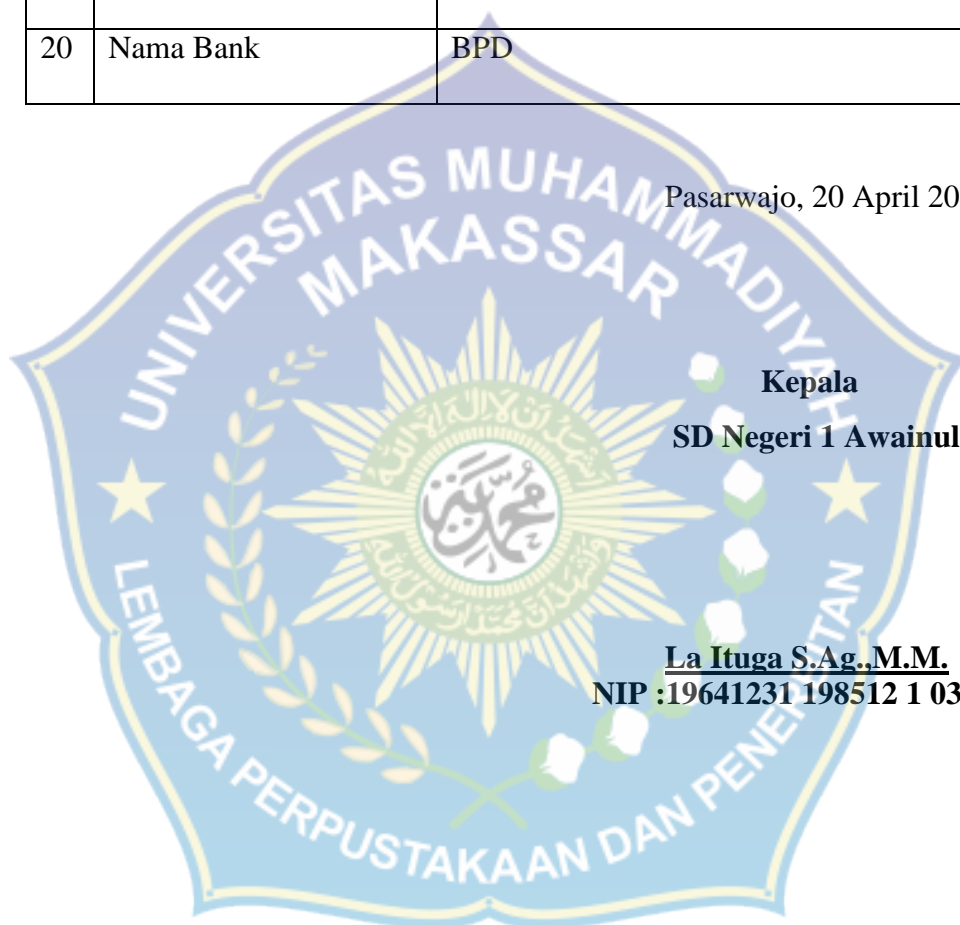 20 Nama Bank BPD
Pasarwajo, 20 April 20
Kepala
SD Negeri 1 Awainul
La Ituga S.Ag.,M.M.
NIP :19641231 198512 1 03
UNIVERSITAS MUHAMMADIYAH
MAKASSAR
محمد
LEMBAGA PERPUSTAKAAN DAN PENERBITAN